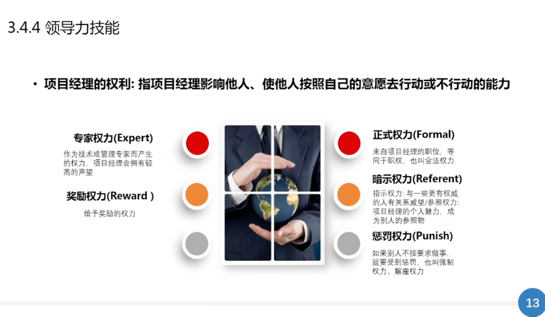 3.4.4 领导力技能
• 项目经理的权利: 指项目经理影响他人、使他人按照自己的意愿去行动或不行动的能力
专家权力(Expert)
作为技术或管理专家而产生
的权力，项目经理会拥有较
高的声望
奖励权力(Reward )
给予奖励的权力
正式权力(Formal)
来自项目经理的职位，等
同于职权，也叫合法权力
暗示权力(Referent)
指示权力: 与一些更有权威
的人有关系威望/参照权力:
项目经理的个人魅力，成
为别人的参照物
惩罚权力(Punish)
如果别人不按要求做事，
就要受到惩罚，也叫强制
权力、解雇权力
13